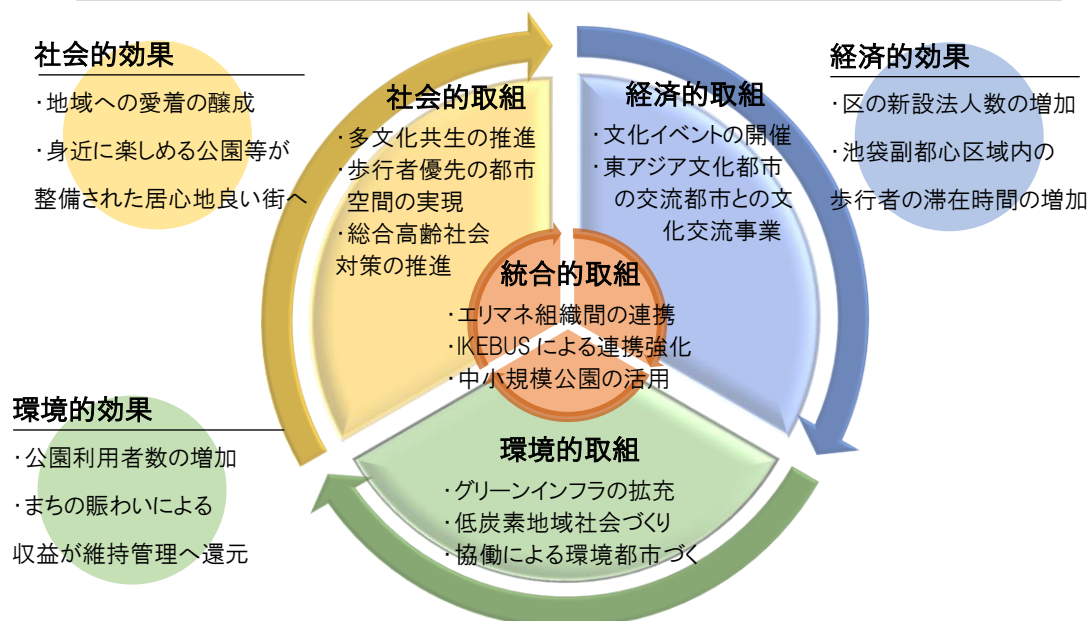 社会的効果
・地域への愛着の醸成
・身近に楽しめる公園等が
整備された居心地良い街へ
社会的取組
・多文化共生の推進
・歩行者優先の都市
空間の実現
・総合高齢社会
対策の推進
経済的取組
・文化イベントの開催
・東アジア文化都市
の交流都市との文
化交流事業
経済的効果
・区の新設法人数の増加
・池袋副都心区域内の
歩行者の滞在時間の増加
統合的取組
・エリマネ組織間の連携
・IKEBUSによる連携強化
・中小規模公園の活用
環境的効果
・公園利用者数の増加
・まちの賑わいによる
収益が維持管理へ還元
環境的取組
・グリーンインフラの拡充
・低炭素地域社会づくり
・協働による環境都市づく